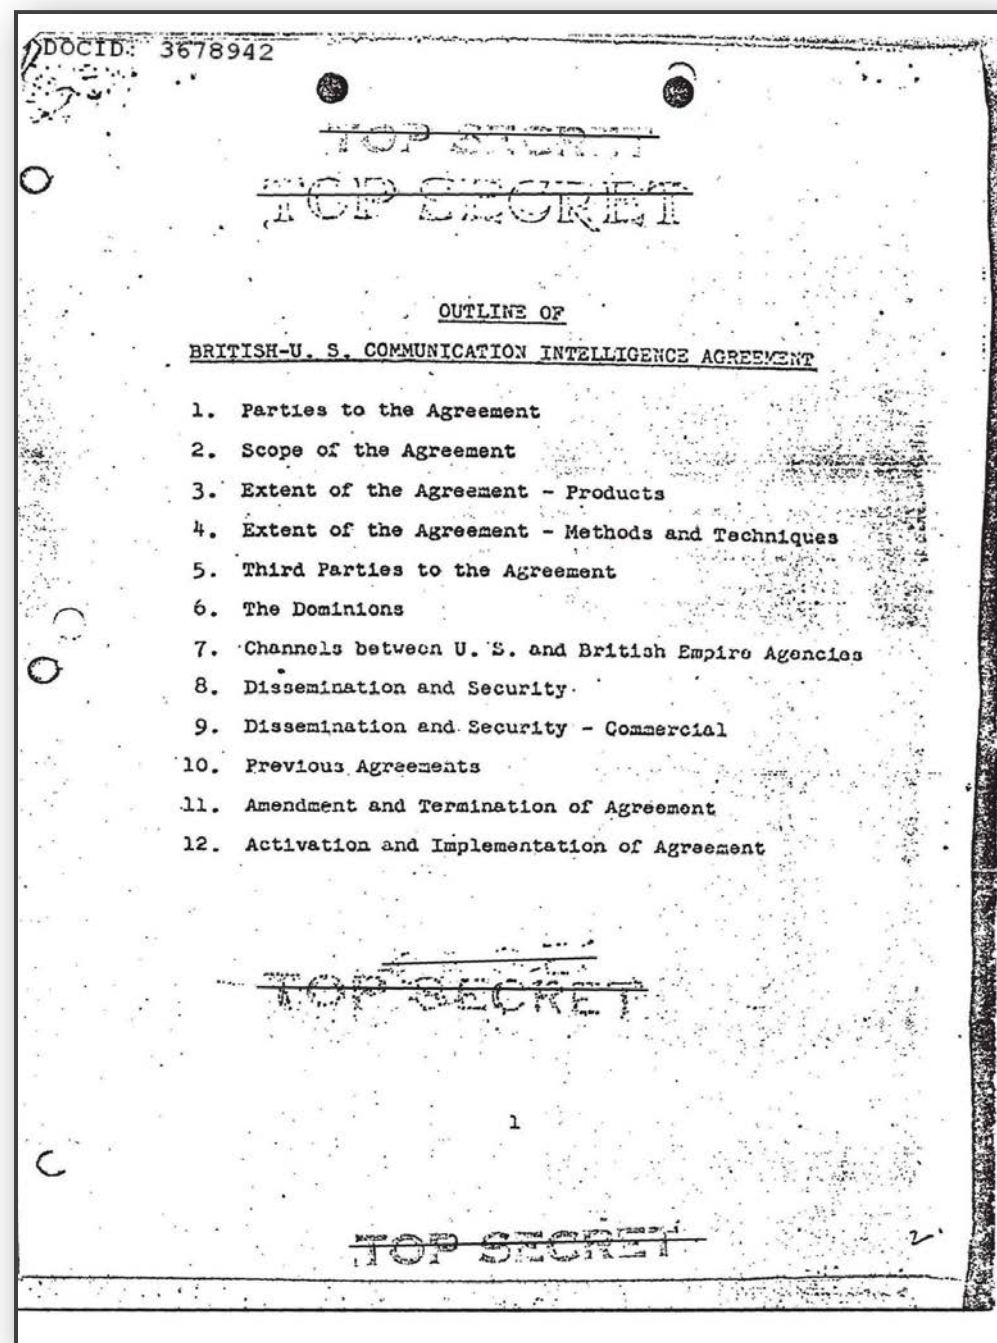 DOCID: 3678942
TOP SECRET
TOP SECRET
OUTLINE OF
BRITISH-U. S. COMMUNICATION INTELLIGENCE AGREEMENT
1. Parties to the Agreement
2. Scope of the Agreement
3. Extent of the Agreement - Products
4. Extent of the Agreement - Methods and Techniques
5. Third Parties to the Agreement
6. The Dominions
7. Channels between U. S. and British Empire Agencies
8. Dissemination and Security
9. Dissemination and Security - Commercial
10. Previous Agreements
11. Amendment and Termination of Agreement
12. Activation and Implementation of Agreement
TOP SECRET
1
TOP SECRET
2